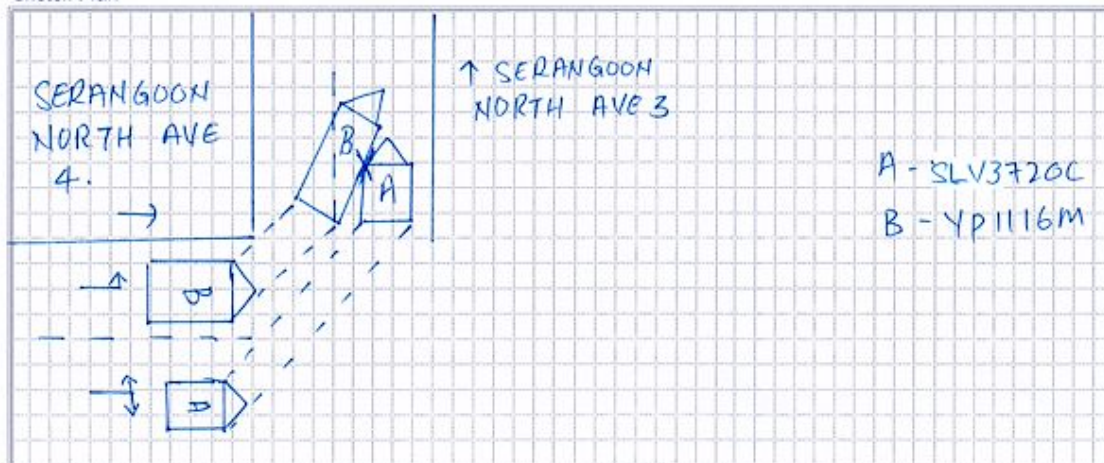 SERANGOON
NORTH AVE
4.
↑ SERANGOON
NORTH AVE 3
B
A
A - SLV3720C
B - YP1116M
B
A